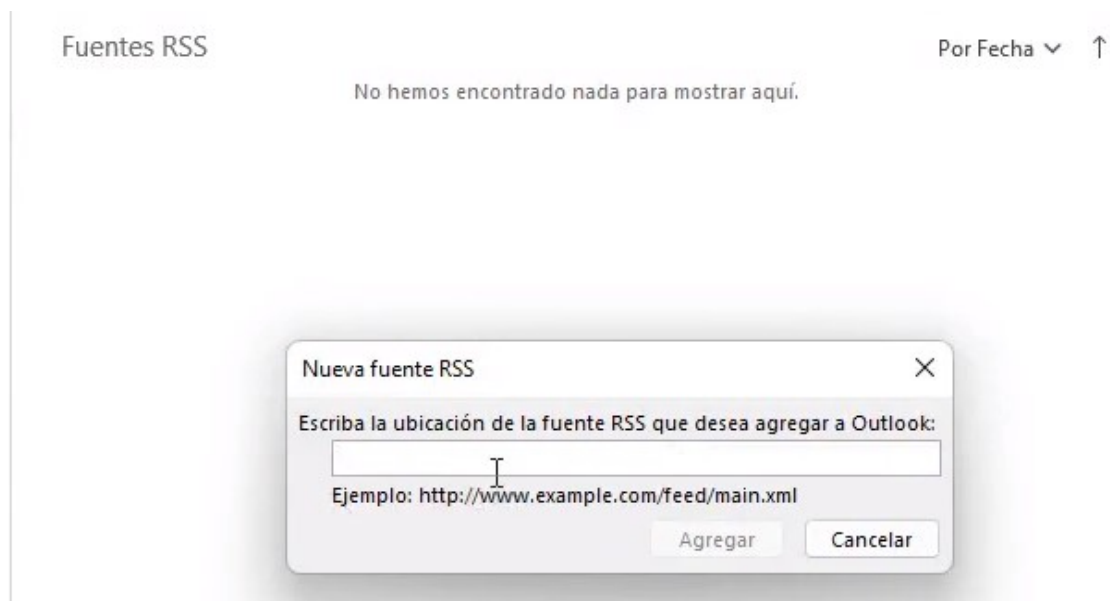 Fuentes RSS
Por Fecha
No hemos encontrado nada para mostrar aquí.
Nueva fuente RSS
Escriba la ubicación de la fuente RSS que desea agregar a Outlook:
Ejemplo: http://www.example.com/feed/main.xml
Agregar
Cancelar